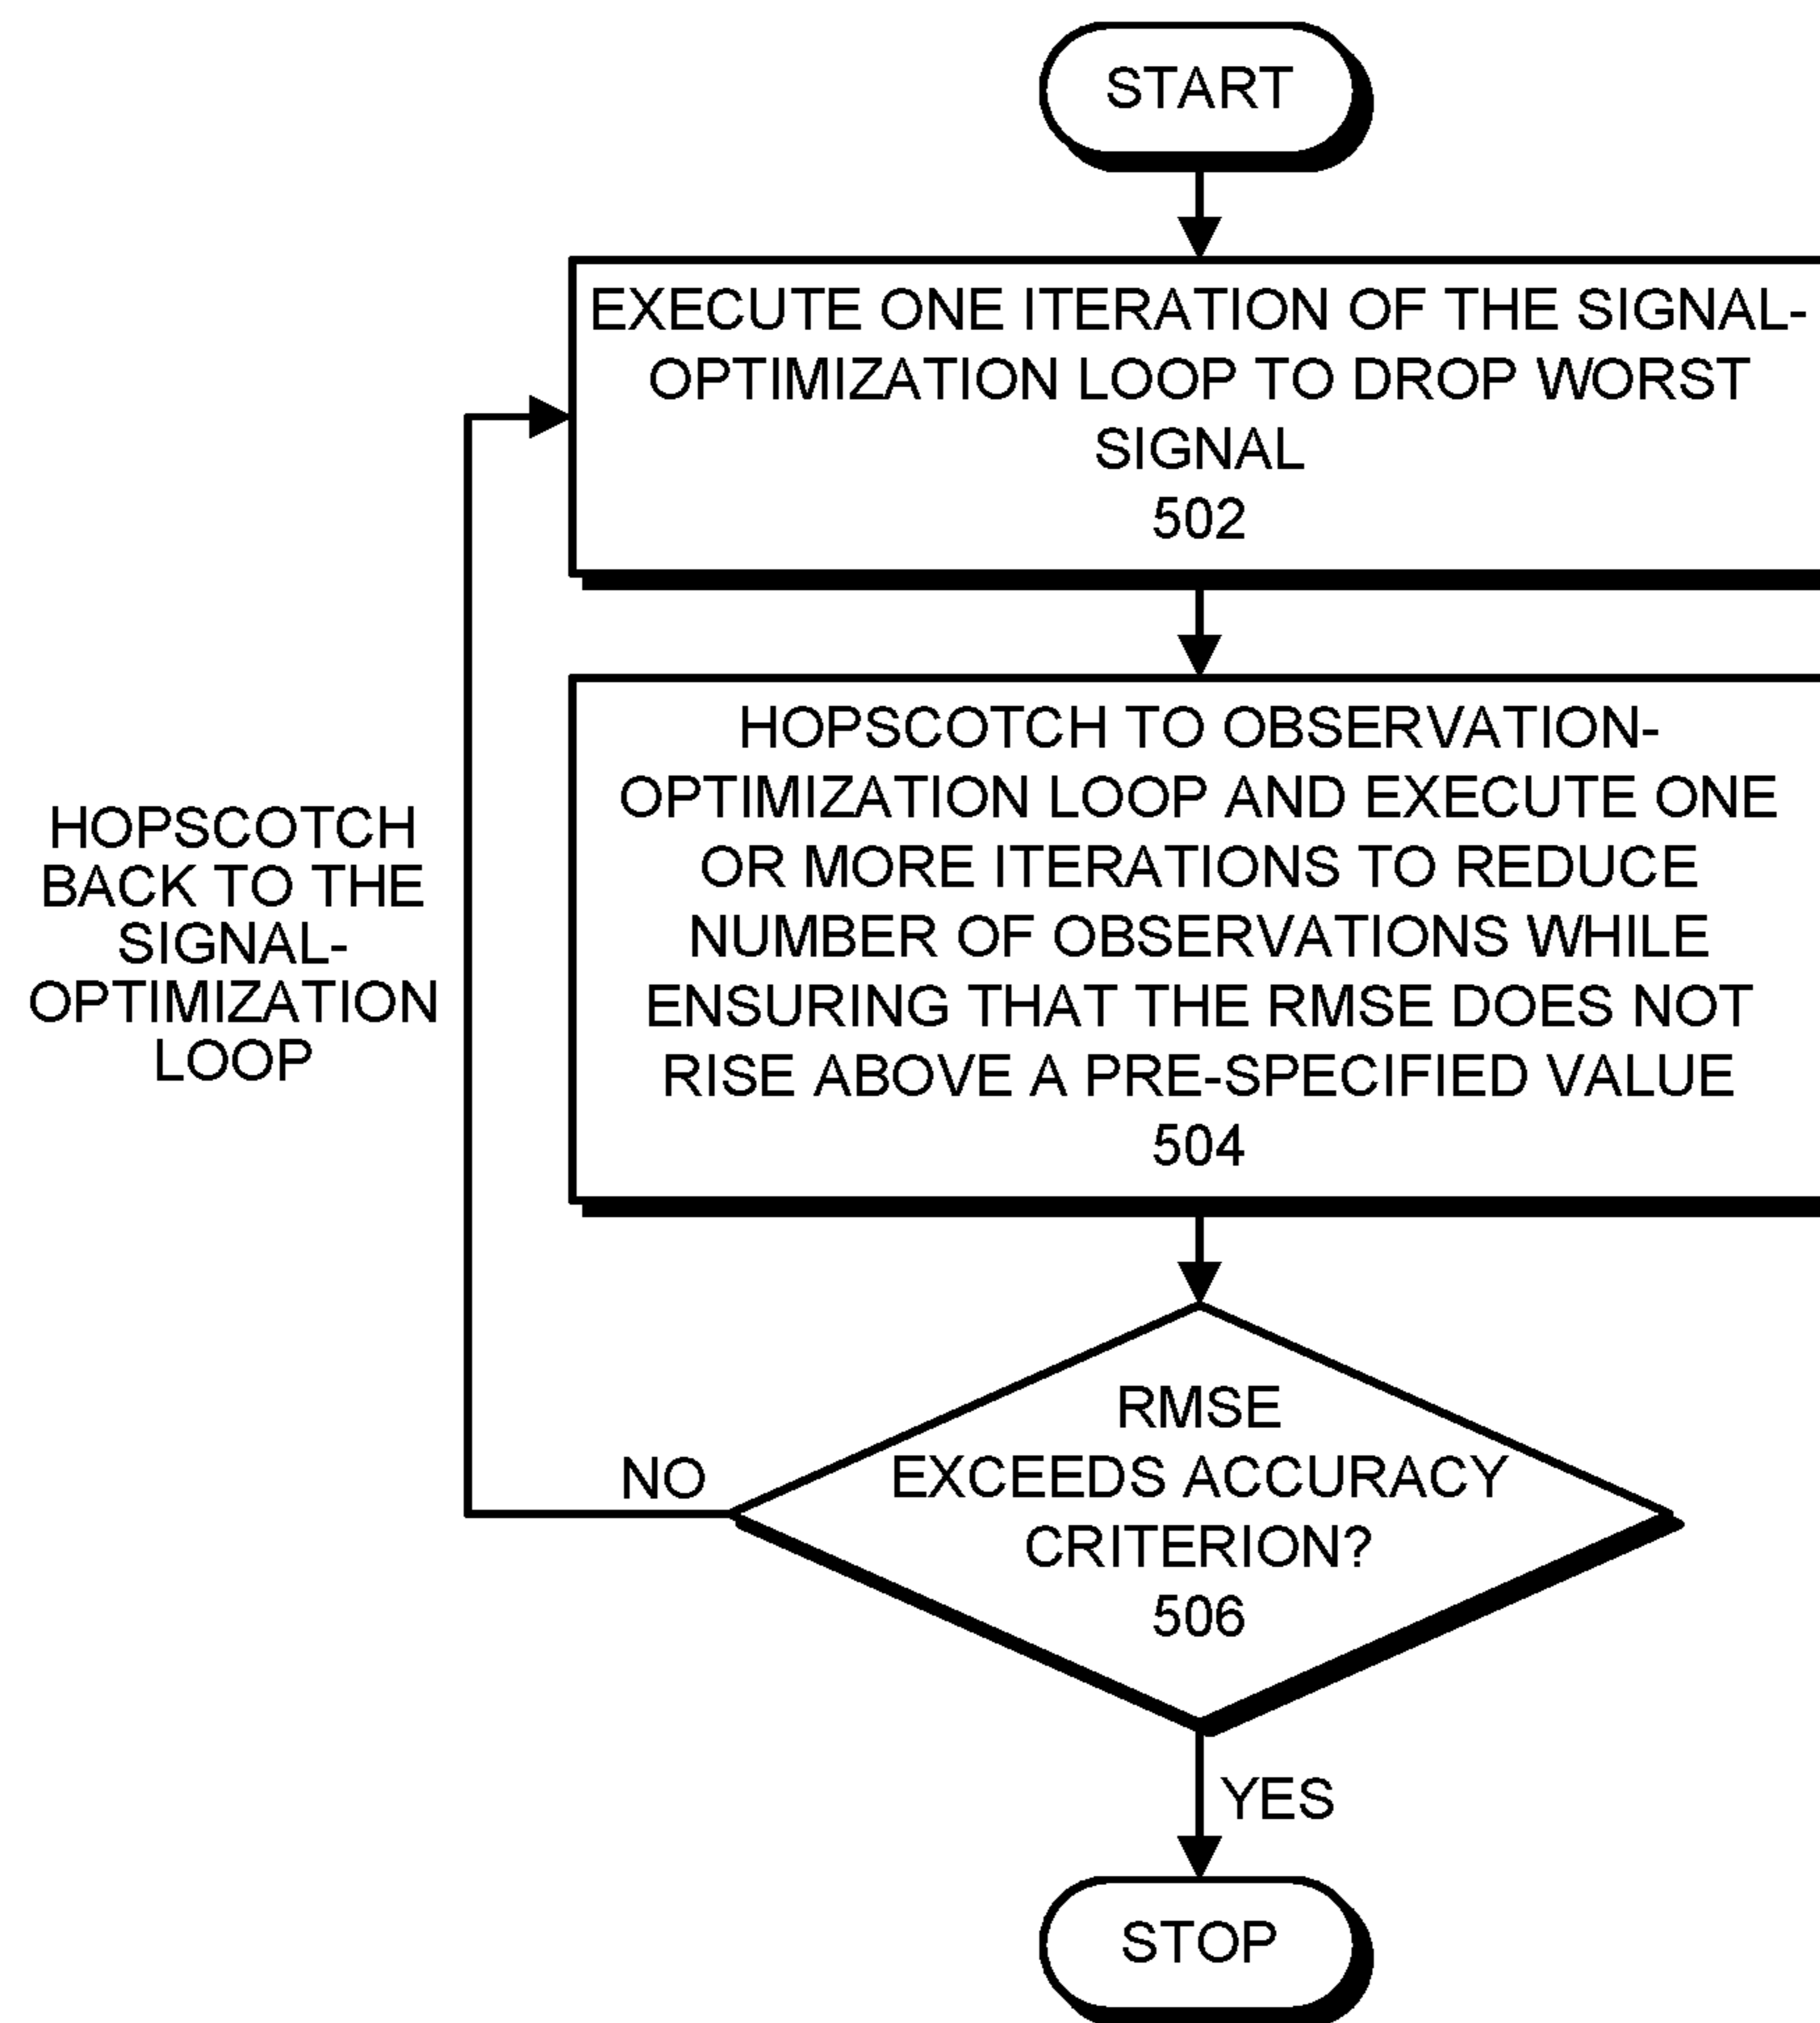 START
EXECUTE ONE ITERATION OF THE SIGNAL-
OPTIMIZATION LOOP TO DROP WORST
SIGNAL
502
HOPSCOTCH TO OBSERVATION-
OPTIMIZATION LOOP AND EXECUTE ONE
OR MORE ITERATIONS TO REDUCE
NUMBER OF OBSERVATIONS WHILE
ENSURING THAT THE RMSE DOES NOT
RISE ABOVE A PRE-SPECIFIED VALUE
504
HOPSCOTCH
BACK TO THE
SIGNAL-
OPTIMIZATION
LOOP
RMSE
EXCEEDS ACCURACY
CRITERION?
506
NO
YES
STOP